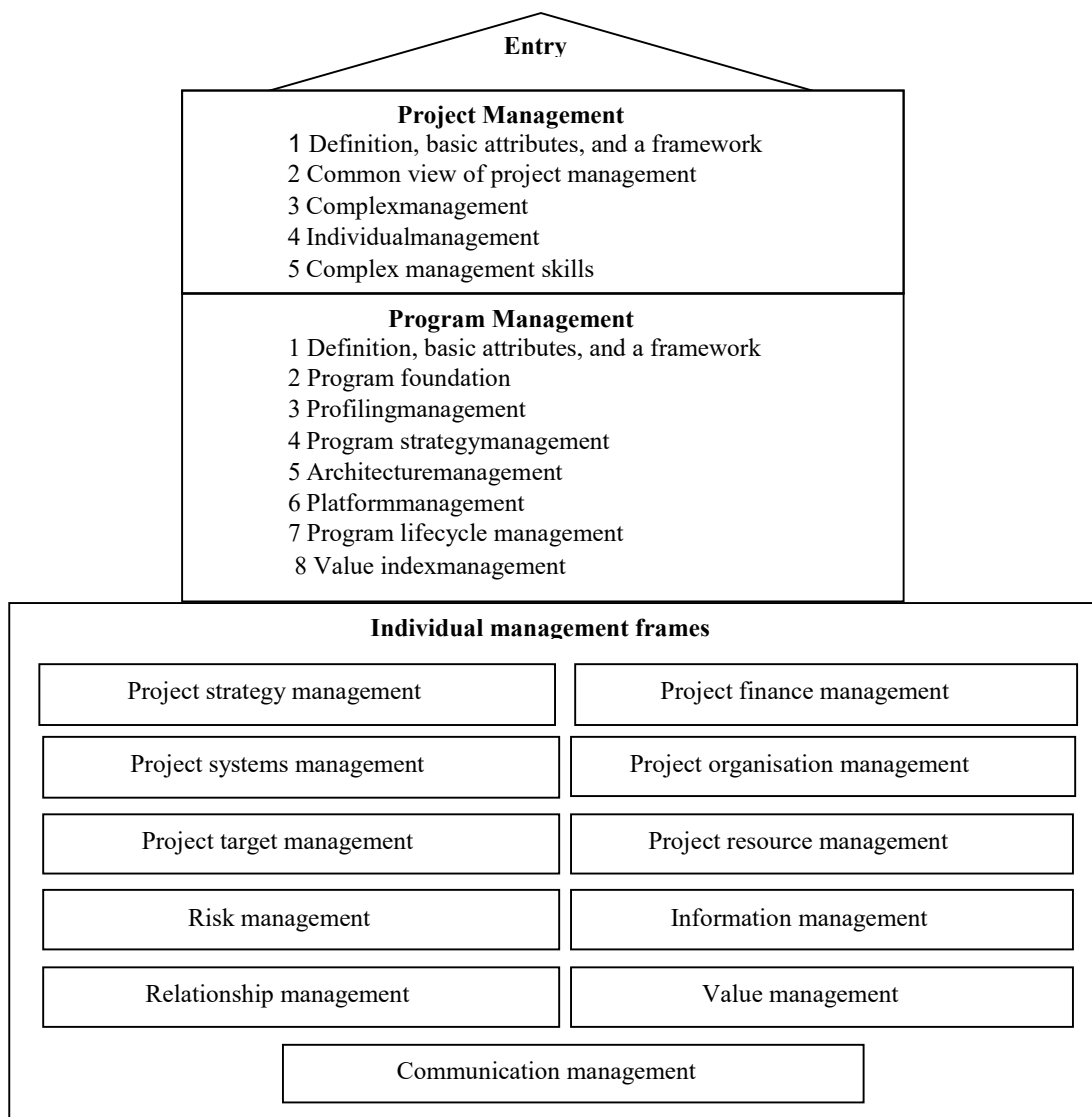 Entry
Project Management
1 Definition, basic attributes, and a framework
2 Common view of project management
3 Complexmanagement
4 Individualmanagement
5 Complex management skills
Program Management
1 Definition, basic attributes, and a framework
2 Program foundation
3 Profilingmanagement
4 Program strategymanagement
5 Architecturemanagement
6 Platformmanagement
7 Program lifecycle management
8 Value indexmanagement
Individual management frames
Project strategy management
Project finance management
Project systems management
Project organisation management
Project target management
Project resource management
Risk management
Information management
Relationship management
Value management
Communication management